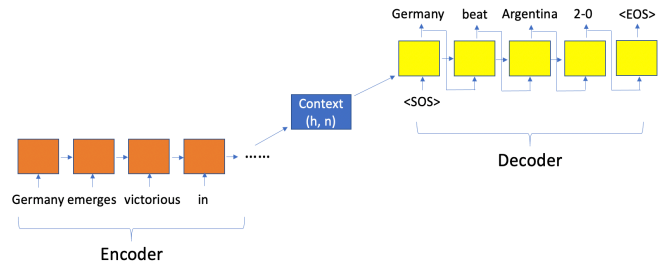 Germany beat Argentina 2-0 <EOS>
<SOS>
Context
(h, n)
Decoder
......
Germany emerges victorious in
Encoder